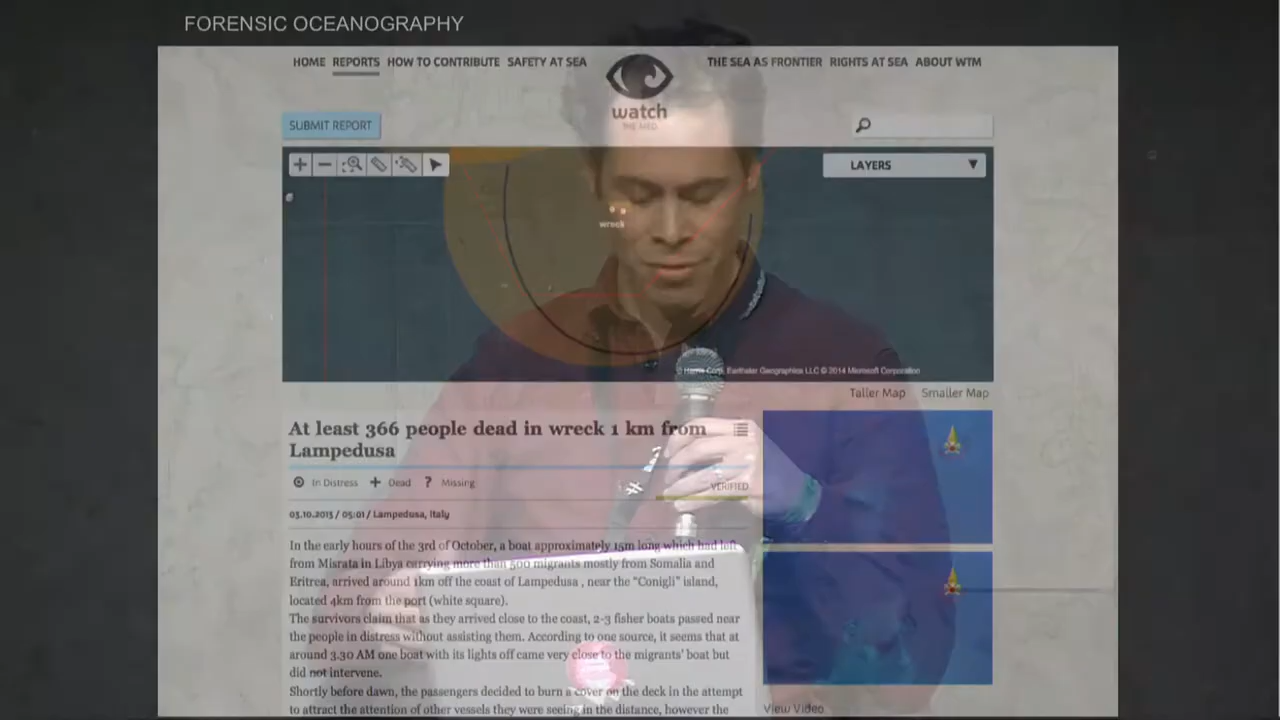 FORENSIC OCEANOGRAPHY
HOME REPORTS HOW TO CONTRIBUTE SAFETY AT SEA
THE SEA AS FRONTIER RIGHTS AT SEA ABOUT WTM
watch
THE MED
SUBMIT REPORT
LAYERS
wreck
© Harris Corp, Earthstar Geographics LLC © 2014 Microsoft Corporation
Taller Map Smaller Map
At least 366 people dead in wreck 1 km from
Lampedusa
In Distress Dead ? Missing
VERIFIED
03.10.2013 / 05:01 / Lampedusa, Italy
In the early hours of the 3rd of October, a boat approximately 15m long which had left
from Misrata in Libya carrying more than 500 migrants mostly from Somalia and
Eritrea, arrived around 1km off the coast of Lampedusa , near the "Conigli" island,
located 4km from the port (white square).
The survivors claim that as they arrived close to the coast, 2-3 fisher boats passed near
the people in distress without assisting them. According to one source, it seems that at
around 3.30 AM one boat with its lights off came very close to the migrants' boat but
did not intervene.
Shortly before dawn, the passengers decided to burn a cover on the deck in the attempt
to attract the attention of other vessels they were seeing in the distance, however the
View Video